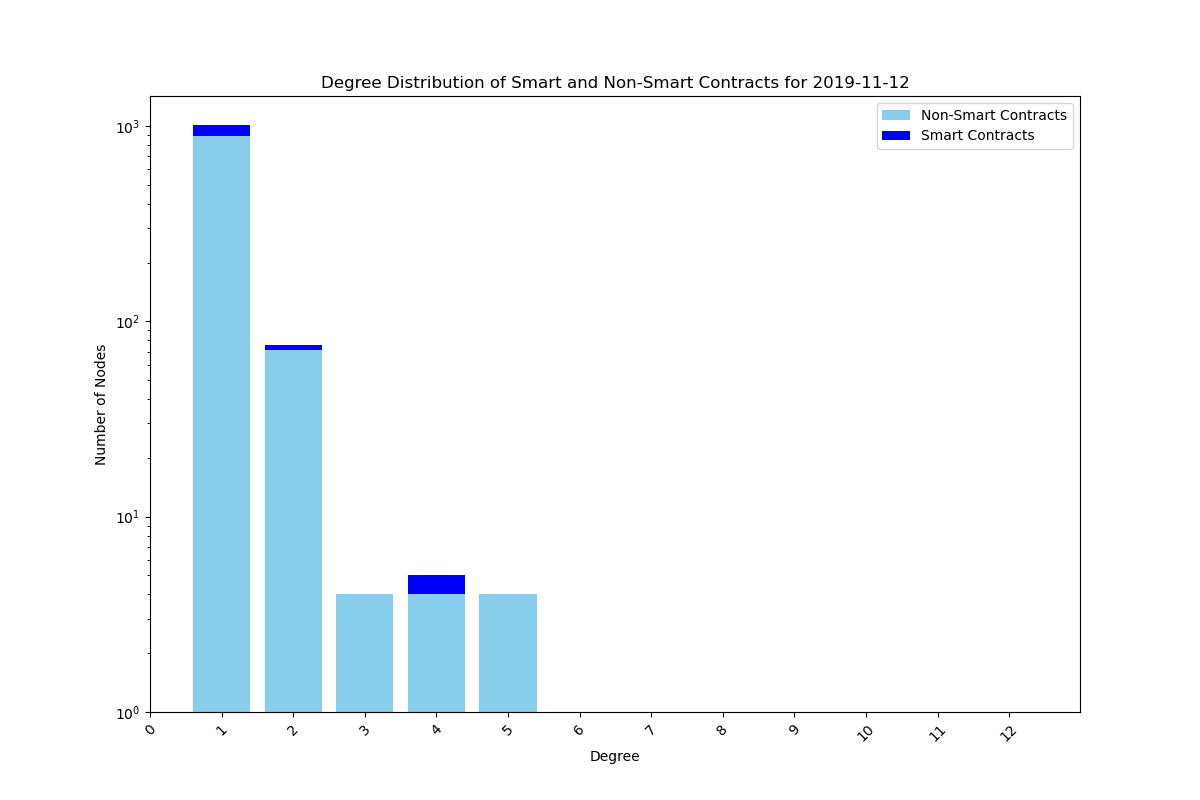 Degree Distribution of Smart and Non-Smart Contracts for 2019-11-12
Non-Smart Contracts
Smart Contracts
Number of Nodes
10³
10²
10¹
10⁰
0 1 2 3 4 5 6 7 8 9 10 11 12
Degree